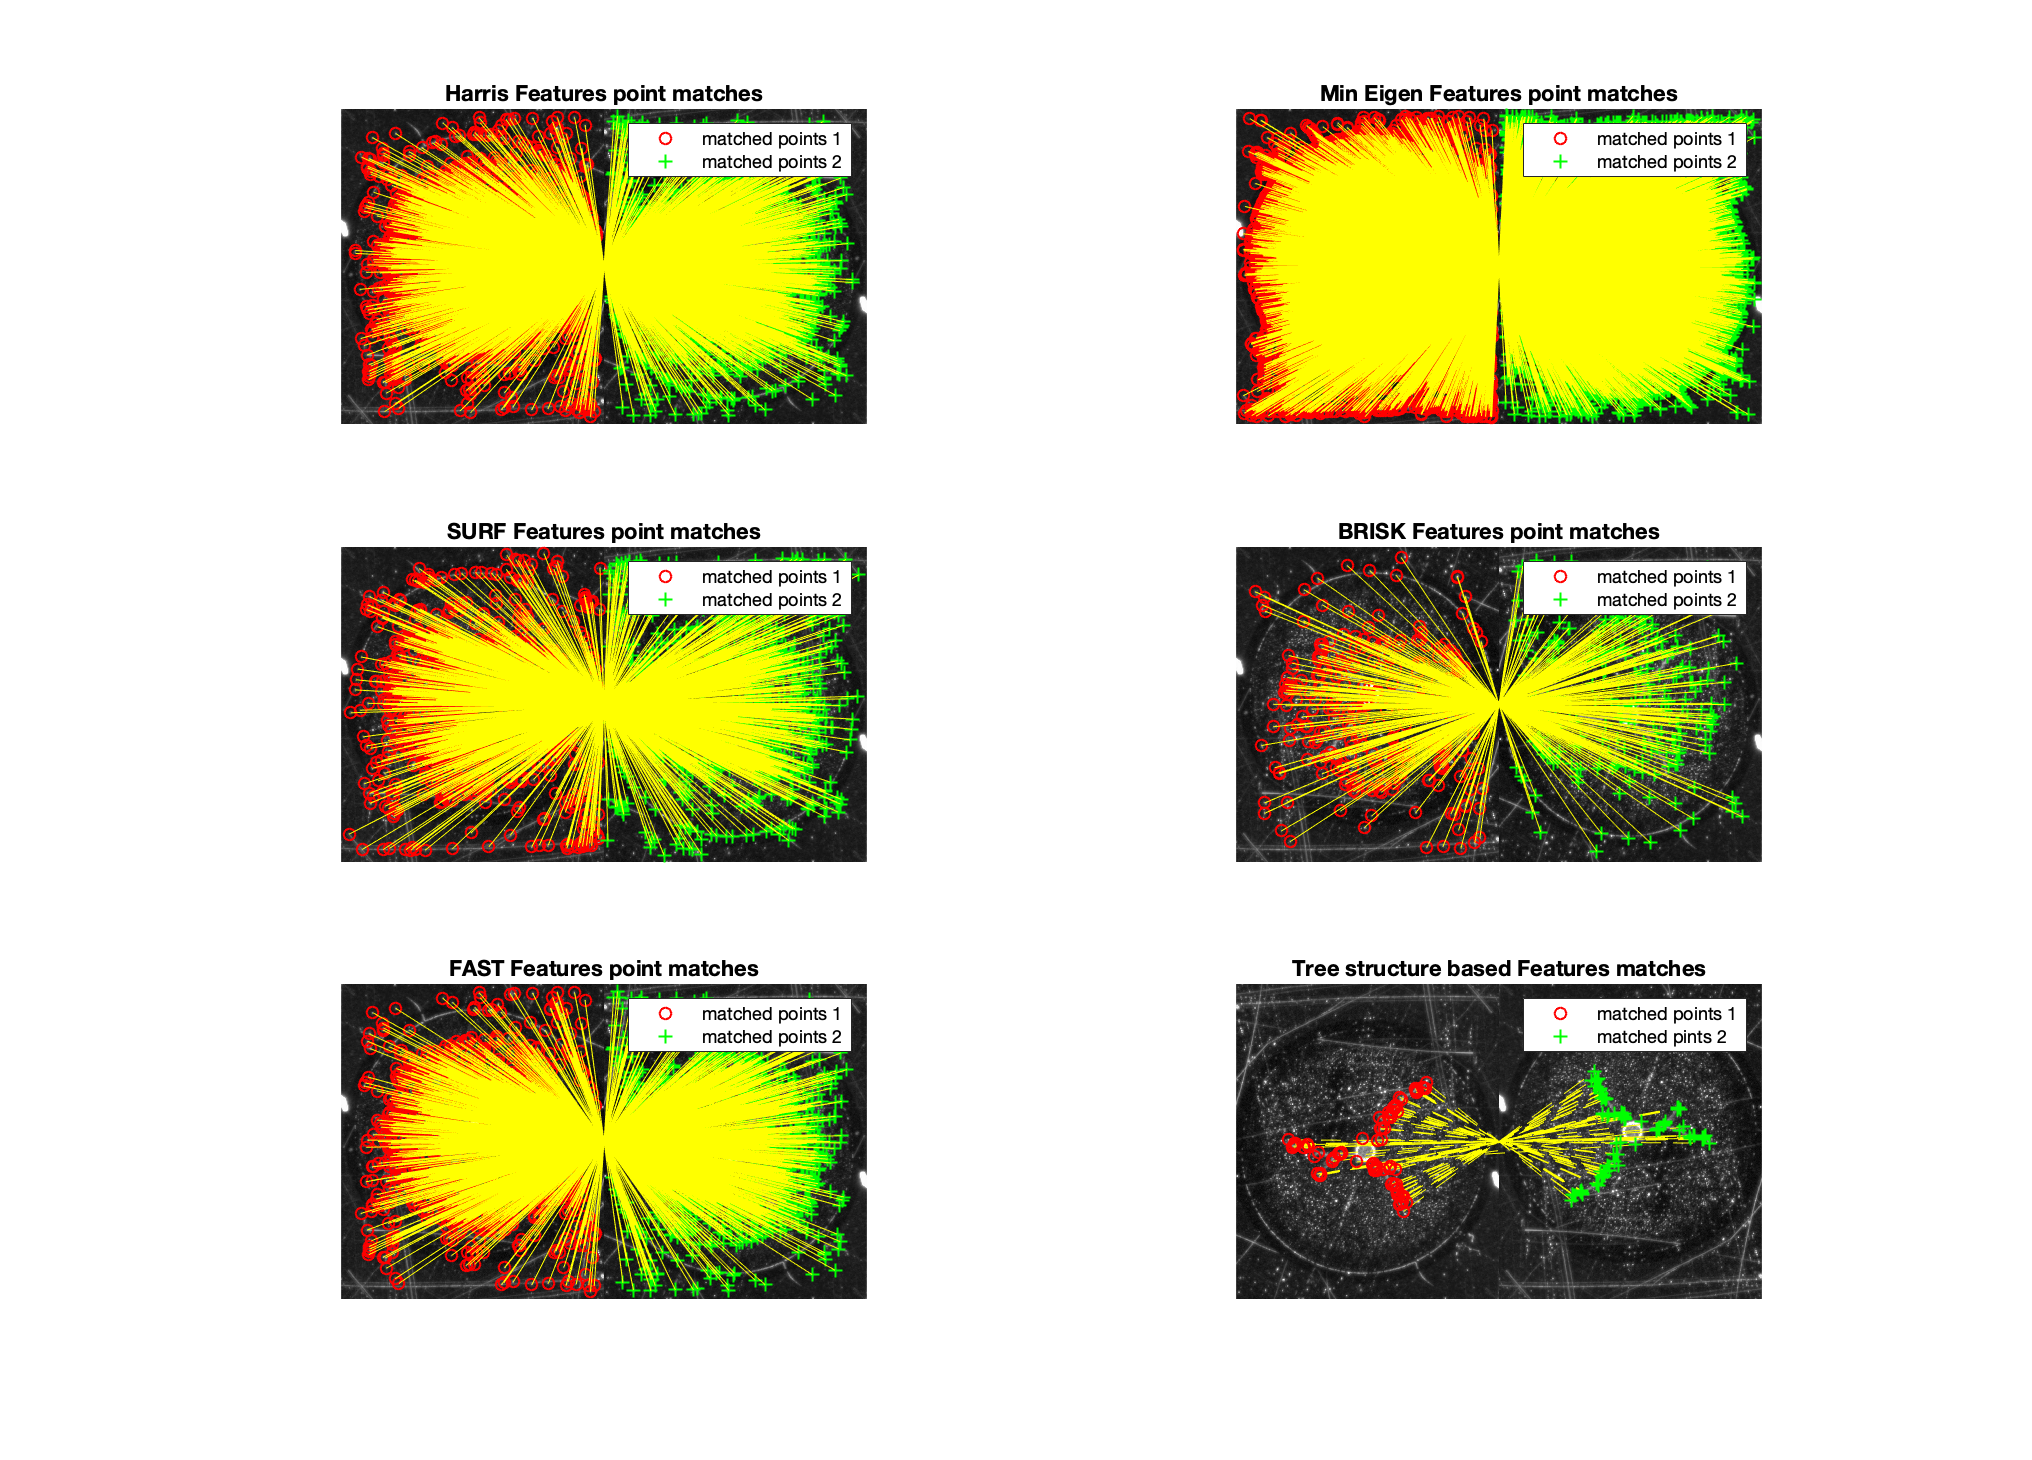 Harris Features point matches
matched points 1
matched points 2
Min Eigen Features point matches
matched points 1
matched points 2
SURF Features point matches
matched points 1
matched points 2
BRISK Features point matches
matched points 1
matched points 2
FAST Features point matches
matched points 1
matched points 2
Tree structure based Features matches
matched points 1
matched pints 2